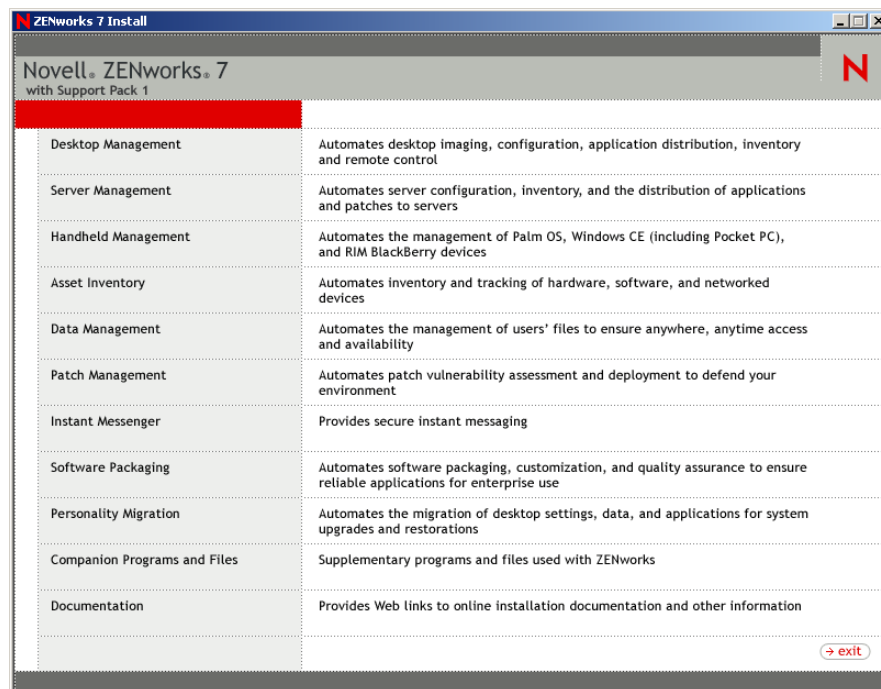 ZENworks 7 Install
Novell® ZENworks® 7
with Support Pack 1
N
Desktop Management
Automates desktop imaging, configuration, application distribution, inventory
and remote control
Server Management
Automates server configuration, inventory, and the distribution of applications
and patches to servers
Handheld Management
Automates the management of Palm OS, Windows CE (including Pocket PC),
and RIM BlackBerry devices
Asset Inventory
Automates inventory and tracking of hardware, software, and networked
devices
Data Management
Automates the management of users’ files to ensure anywhere, anytime access
and availability
Patch Management
Automates patch vulnerability assessment and deployment to defend your
environment
Instant Messenger
Provides secure instant messaging
Software Packaging
Automates software packaging, customization, and quality assurance to ensure
reliable applications for enterprise use
Personality Migration
Automates the migration of desktop settings, data, and applications for system
upgrades and restorations
Companion Programs and Files
Supplementary programs and files used with ZENworks
Documentation
Provides Web links to online installation documentation and other information
exit